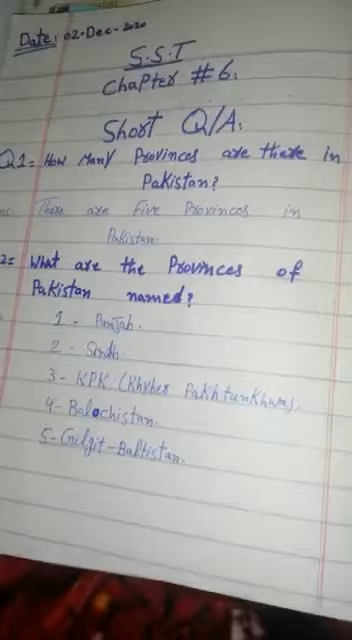 Date: 02-Dec-2020
S.S.T
Chapter # 6:
Short Q/A:
Q1= How Many Provinces are there in
Pakistan?
There are Five Provinces in
Pakistan.
2= What are the Provinces of
Pakistan named?
1 - Punjab.
2 - Sindh.
3- KPK (Khyber Pakhtunkhwa).
4- Balochistan.
5- Gilgit-Baltistan.